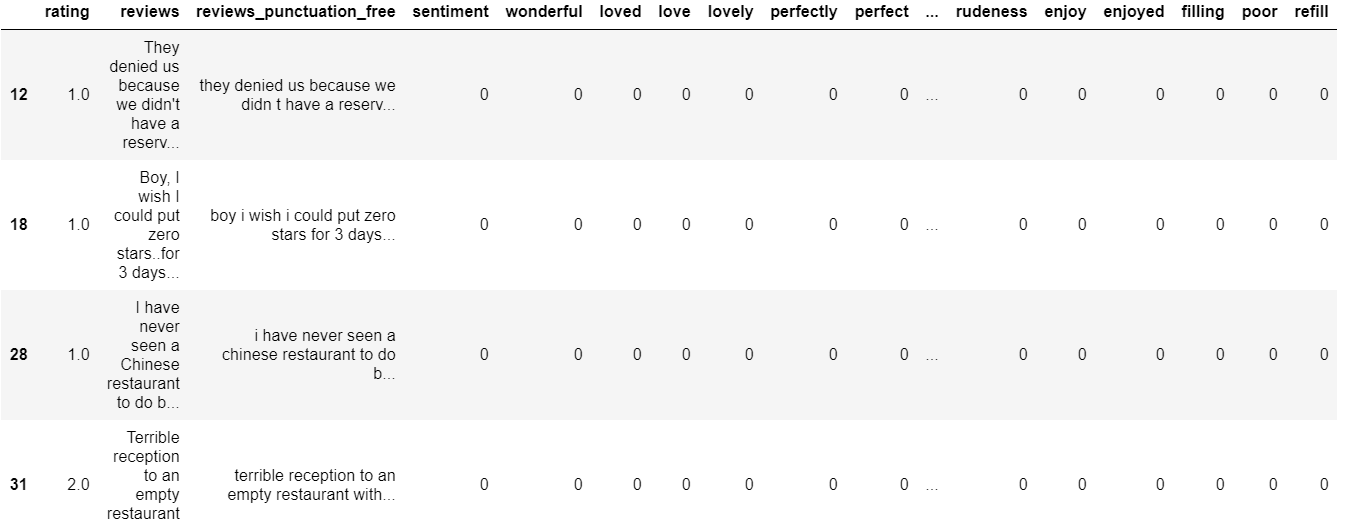 rating reviews reviews_punctuation_free sentiment wonderful loved love lovely perfectly perfect ... rudeness enjoy enjoyed filling poor refill
They
denied us
because
we didn't
have a
reserv...
12 1.0 they denied us because we
didn t have a reserv... 0 0 0 0 0 0 0 ... 0 0 0 0 0 0
Boy, I
wish I
could put
zero
stars..for
3 days...
18 1.0 boy i wish i could put zero
stars for 3 days... 0 0 0 0 0 0 0 ... 0 0 0 0 0 0
I have
never
seen a
Chinese
restaurant
to do b...
28 1.0 i have never seen a
chinese restaurant to do
b... 0 0 0 0 0 0 0 ... 0 0 0 0 0 0
Terrible
reception
to an
empty
restaurant
31 2.0 terrible reception to an
empty restaurant with... 0 0 0 0 0 0 0 ... 0 0 0 0 0 0